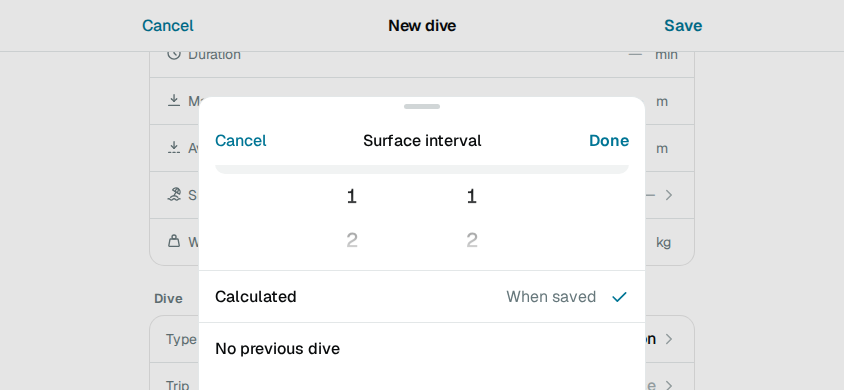 Cancel New dive Save
Duration — min
m
m
—
kg
Cancel Surface interval Done
1 1
2 2
Calculated When saved
No previous dive
Dive
Type
Trip